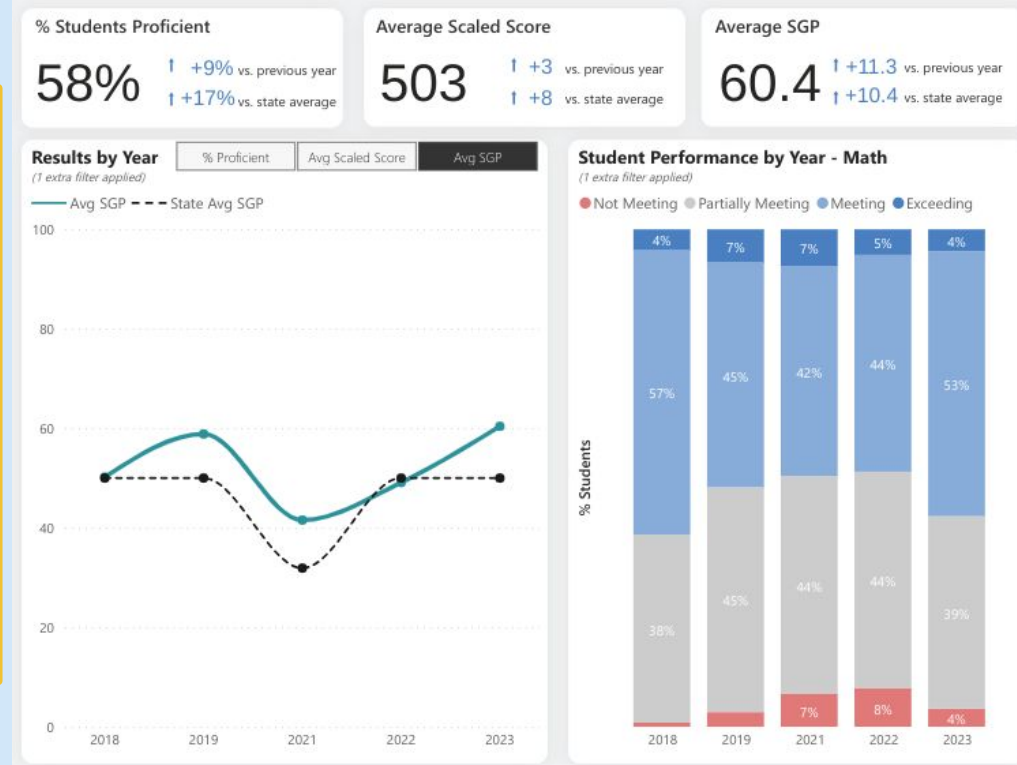 % Students Proficient
58%
↑ +9% vs. previous year
↑ +17% vs. state average
Average Scaled Score
503
↑ +3 vs. previous year
↑ +8 vs. state average
Average SGP
60.4
↑ +11.3 vs. previous year
↑ +10.4 vs. state average
Results by Year
% Proficient
Avg Scaled Score
Avg SGP
(1 extra filter applied)
Avg SGP
State Avg SGP
100
80
60
40
20
0
2018 2019 2021 2022 2023
Student Performance by Year - Math
(1 extra filter applied)
Not Meeting Partially Meeting Meeting Exceeding
% Students
4% 7% 7% 5% 4%
57% 45% 42% 44% 53%
38% 45% 44% 44% 39%
7% 8% 4%
2018 2019 2021 2022 2023